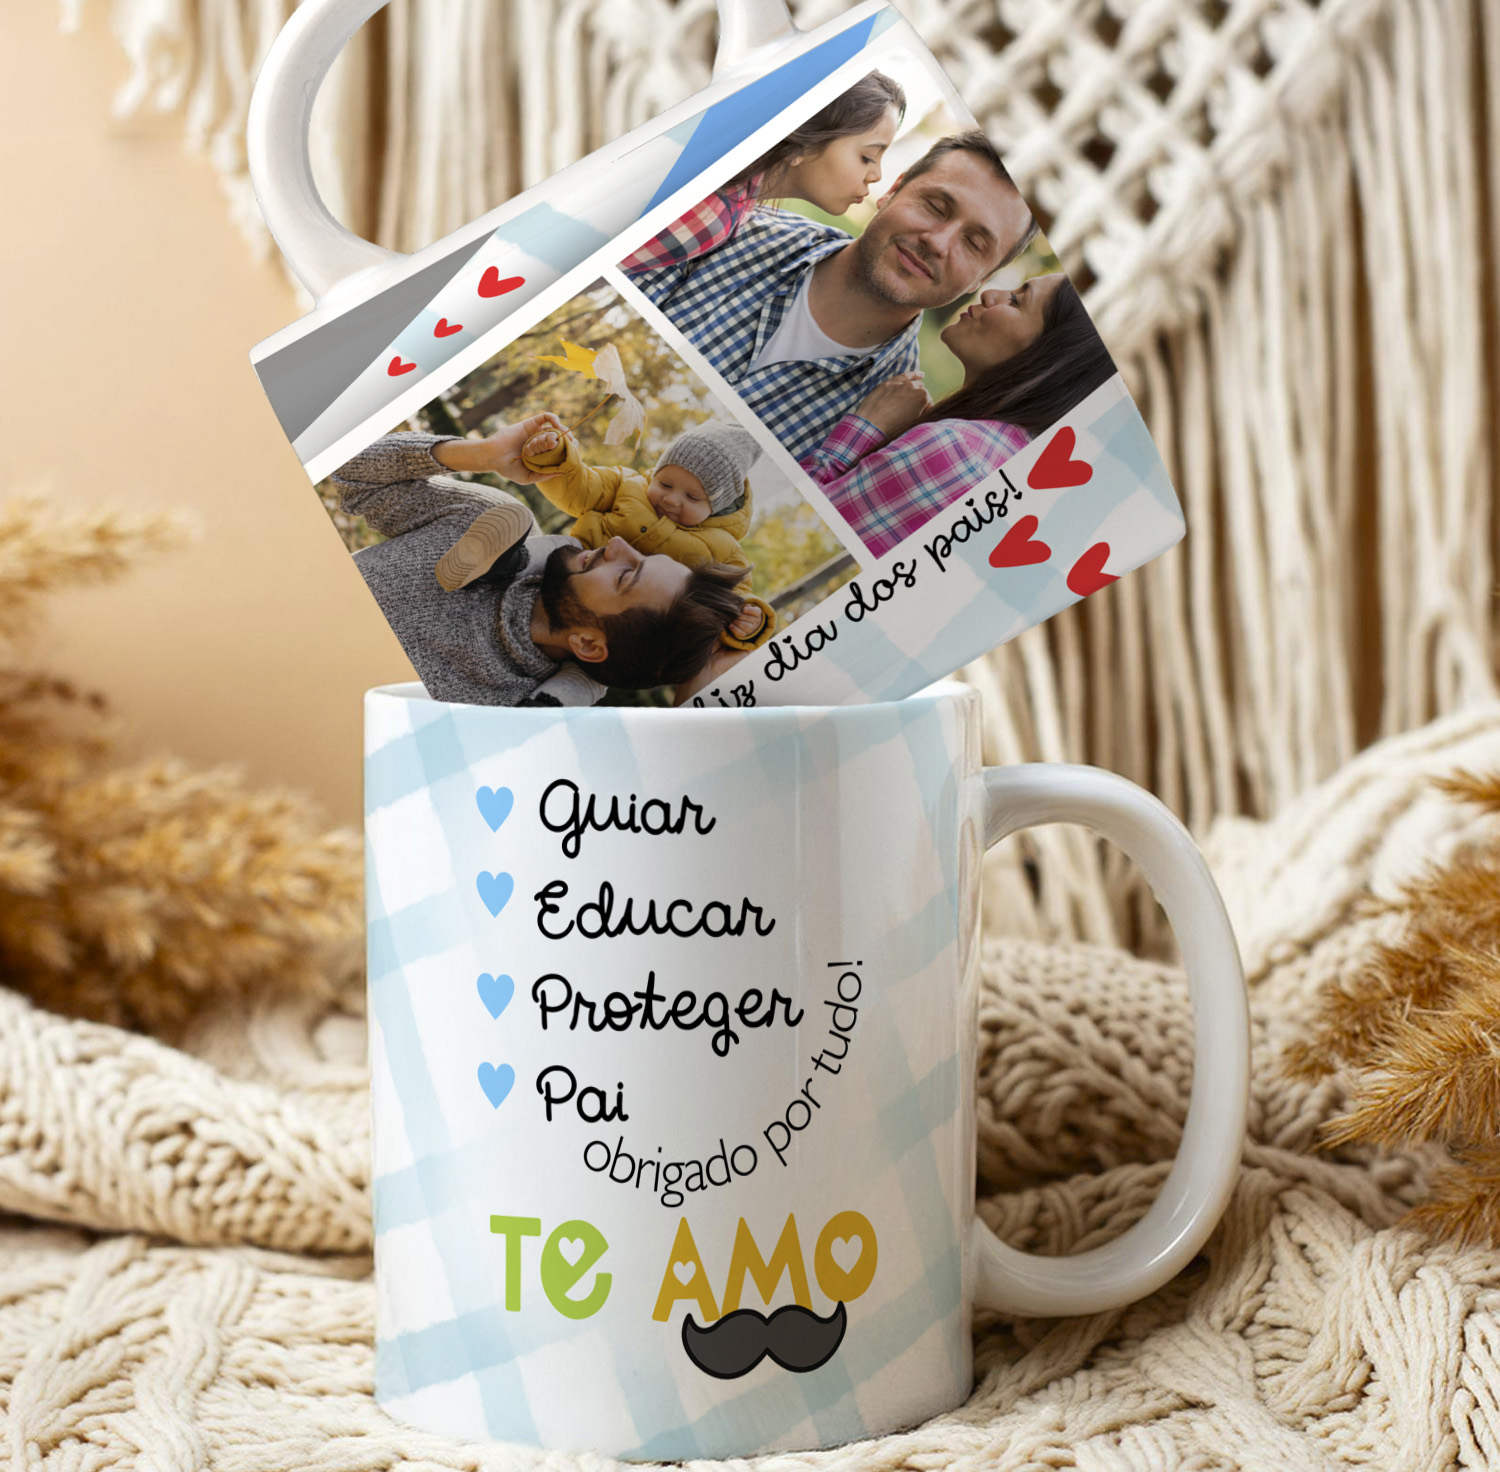 dia dos pais!
Guiar
Educar
Proteger
Pai
obrigado por tudo!
TE AMO